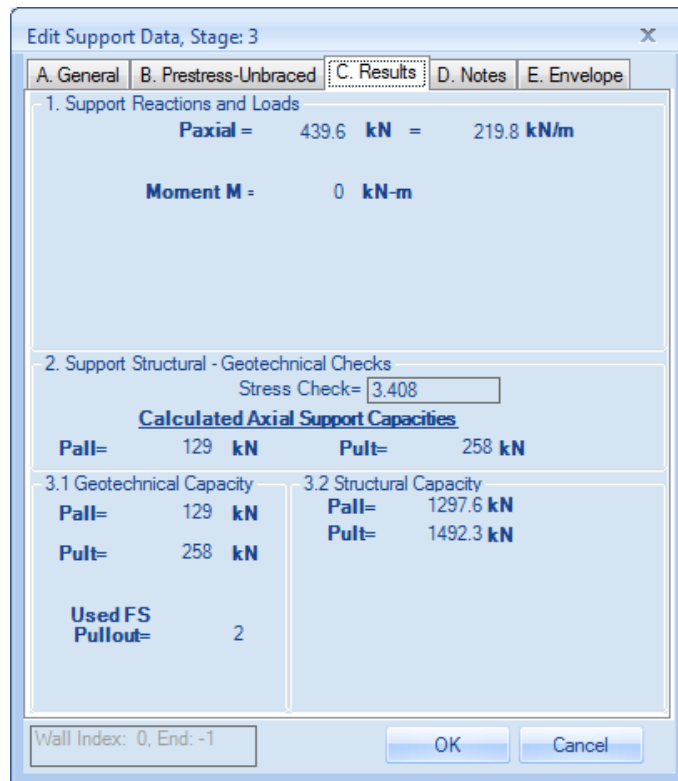 Edit Support Data, Stage: 3 X
A. General B. Prestress-Unbraced C. Results D. Notes E. Envelope
1. Support Reactions and Loads
Paxial = 439.6 kN = 219.8 kN/m
Moment M = 0 kN-m
2. Support Structural - Geotechnical Checks
Stress Check= 3.408
Calculated Axial Support Capacities
Pall= 129 kN Pult= 258 kN
3.1 Geotechnical Capacity
Pall= 129 kN
Pult= 258 kN
Used FS
Pullout= 2
3.2 Structural Capacity
Pall= 1297.6 kN
Pult= 1492.3 kN
Wall Index: 0, End: -1
OK Cancel